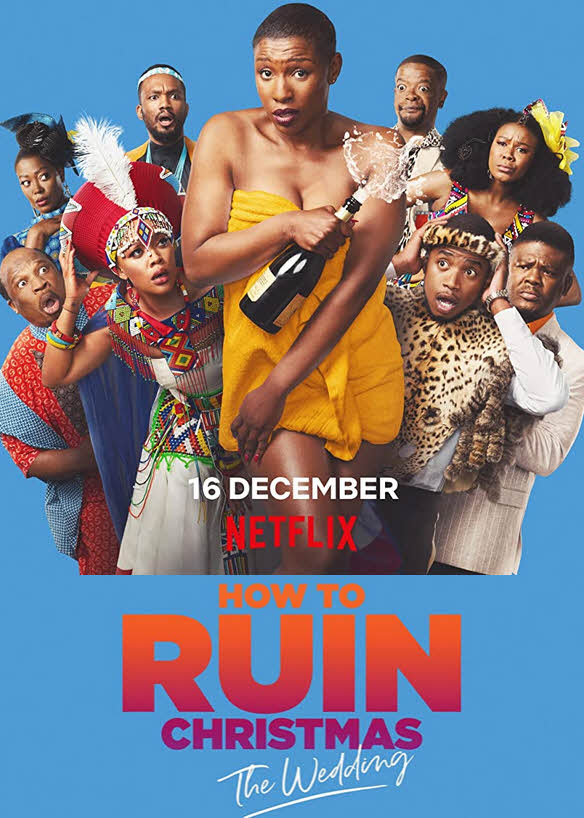 16 DECEMBER
NETFLIX
HOW TO
RUIN
CHRISTMAS
The Wedding